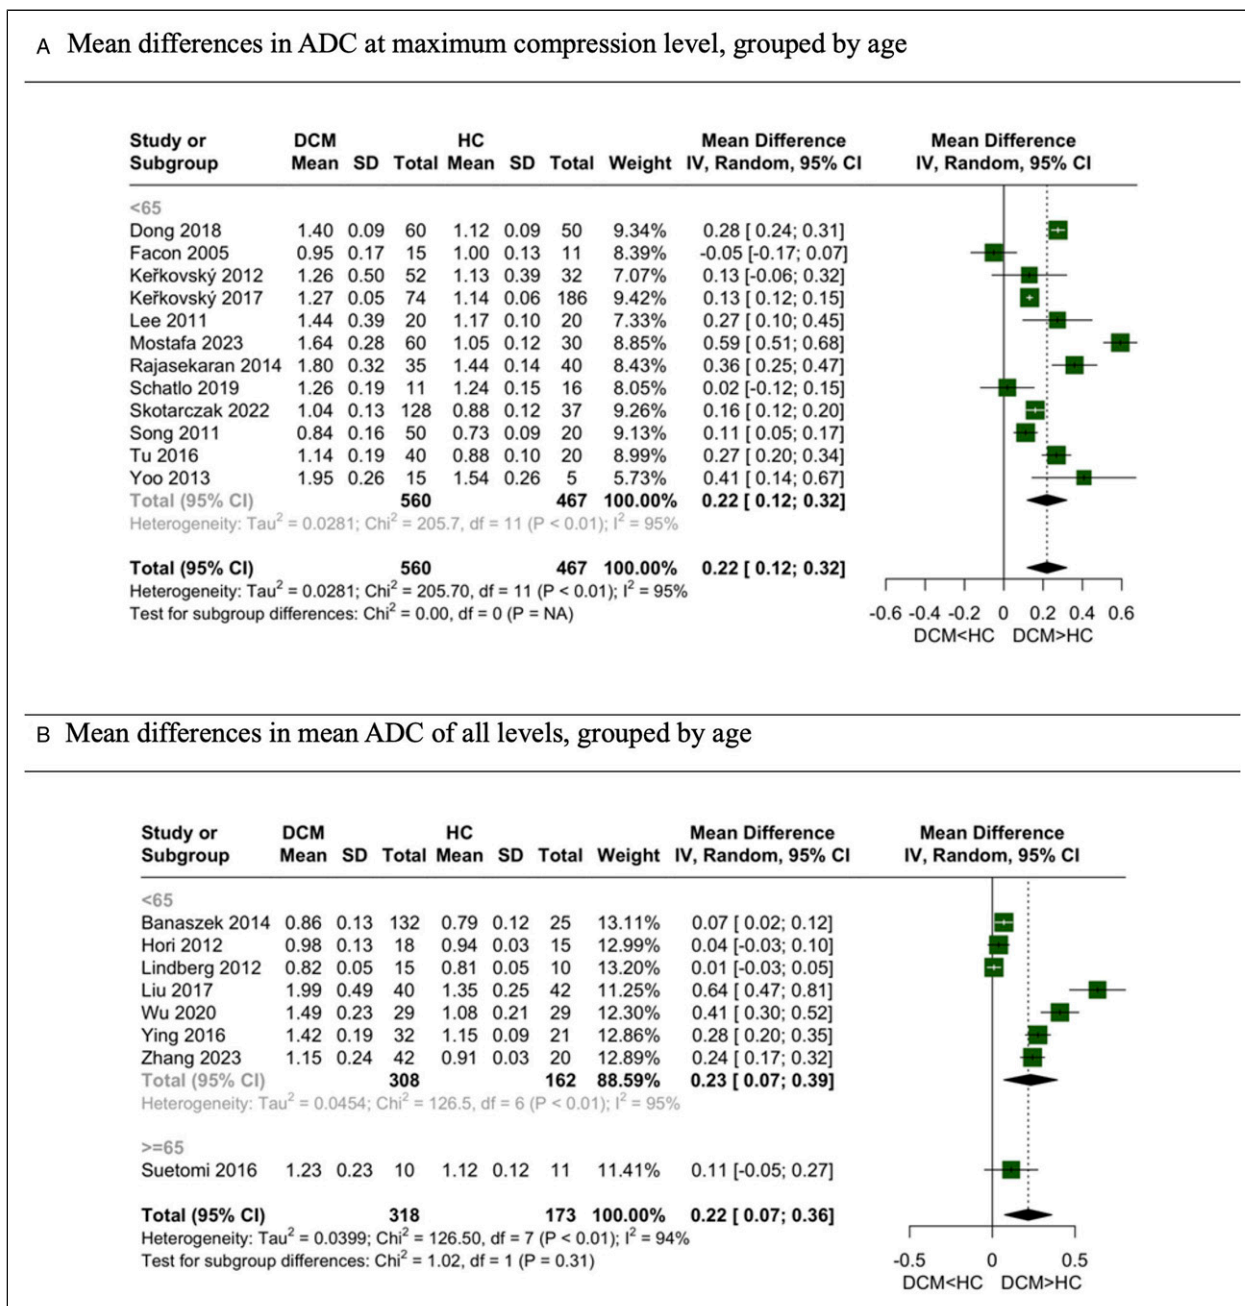 A Mean differences in ADC at maximum compression level, grouped by age
Study or DCM HC Mean Difference Mean Difference
Subgroup Mean SD Total Mean SD Total Weight IV, Random, 95% CI IV, Random, 95% CI
<65
Dong 2018 1.40 0.09 60 1.12 0.09 50 9.34% 0.28 [ 0.24; 0.31]
Facon 2005 0.95 0.17 15 1.00 0.13 11 8.39% -0.05 [-0.17; 0.07]
Keřkovský 2012 1.26 0.50 52 1.13 0.39 32 7.07% 0.13 [-0.06; 0.32]
Keřkovský 2017 1.27 0.05 74 1.14 0.06 186 9.42% 0.13 [ 0.12; 0.15]
Lee 2011 1.44 0.39 20 1.17 0.10 20 7.33% 0.27 [ 0.10; 0.45]
Mostafa 2023 1.64 0.28 60 1.05 0.12 30 8.85% 0.59 [ 0.51; 0.68]
Rajasekaran 2014 1.80 0.32 35 1.44 0.14 40 8.43% 0.36 [ 0.25; 0.47]
Schatlo 2019 1.26 0.19 11 1.24 0.15 16 8.05% 0.02 [-0.12; 0.15]
Skotarczak 2022 1.04 0.13 128 0.88 0.12 37 9.26% 0.16 [ 0.12; 0.20]
Song 2011 0.84 0.16 50 0.73 0.09 20 9.13% 0.11 [ 0.05; 0.17]
Tu 2016 1.14 0.19 40 0.88 0.10 20 8.99% 0.27 [ 0.20; 0.34]
Yoo 2013 1.95 0.26 15 1.54 0.26 5 5.73% 0.41 [ 0.14; 0.67]
Total (95% CI) 560 467 100.00% 0.22 [ 0.12; 0.32]
Heterogeneity: Tau² = 0.0281; Chi² = 205.7, df = 11 (P < 0.01); I² = 95%
Total (95% CI) 560 467 100.00% 0.22 [ 0.12; 0.32]
Heterogeneity: Tau² = 0.0281; Chi² = 205.70, df = 11 (P < 0.01); I² = 95%
Test for subgroup differences: Chi² = 0.00, df = 0 (P = NA)
-0.6 -0.4 -0.2 0 0.2 0.4 0.6
DCM<HC DCM>HC
B Mean differences in mean ADC of all levels, grouped by age
Study or DCM HC Mean Difference Mean Difference
Subgroup Mean SD Total Mean SD Total Weight IV, Random, 95% CI IV, Random, 95% CI
<65
Banaszek 2014 0.86 0.13 132 0.79 0.12 25 13.11% 0.07 [ 0.02; 0.12]
Hori 2012 0.98 0.13 18 0.94 0.03 15 12.99% 0.04 [-0.03; 0.10]
Lindberg 2012 0.82 0.05 15 0.81 0.05 10 13.20% 0.01 [-0.03; 0.05]
Liu 2017 1.99 0.49 40 1.35 0.25 42 11.25% 0.64 [ 0.47; 0.81]
Wu 2020 1.49 0.23 29 1.08 0.21 29 12.30% 0.41 [ 0.30; 0.52]
Ying 2016 1.42 0.19 32 1.15 0.09 21 12.86% 0.28 [ 0.20; 0.35]
Zhang 2023 1.15 0.24 42 0.91 0.03 20 12.89% 0.24 [ 0.17; 0.32]
Total (95% CI) 308 162 88.59% 0.23 [ 0.07; 0.39]
Heterogeneity: Tau² = 0.0454; Chi² = 126.5, df = 6 (P < 0.01); I² = 95%
>=65
Suetomi 2016 1.23 0.23 10 1.12 0.12 11 11.41% 0.11 [-0.05; 0.27]
Total (95% CI) 318 173 100.00% 0.22 [ 0.07; 0.36]
Heterogeneity: Tau² = 0.0399; Chi² = 126.50, df = 7 (P < 0.01); I² = 94%
Test for subgroup differences: Chi² = 1.02, df = 1 (P = 0.31)
-0.5 0 0.5
DCM<HC DCM>HC